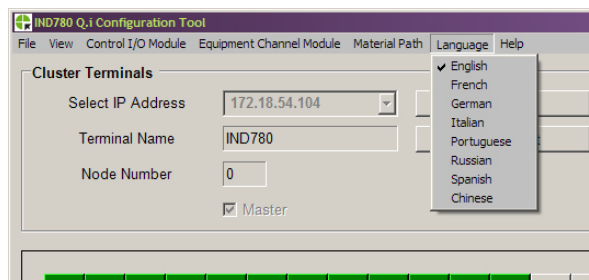 IND780 Q.i Configuration Tool
File View Control I/O Module Equipment Channel Module Material Path Language Help
English
French
German
Italian
Portuguese
Russian
Spanish
Chinese
Cluster Terminals
Select IP Address 172.18.54.104
Terminal Name IND780
Node Number 0
Master